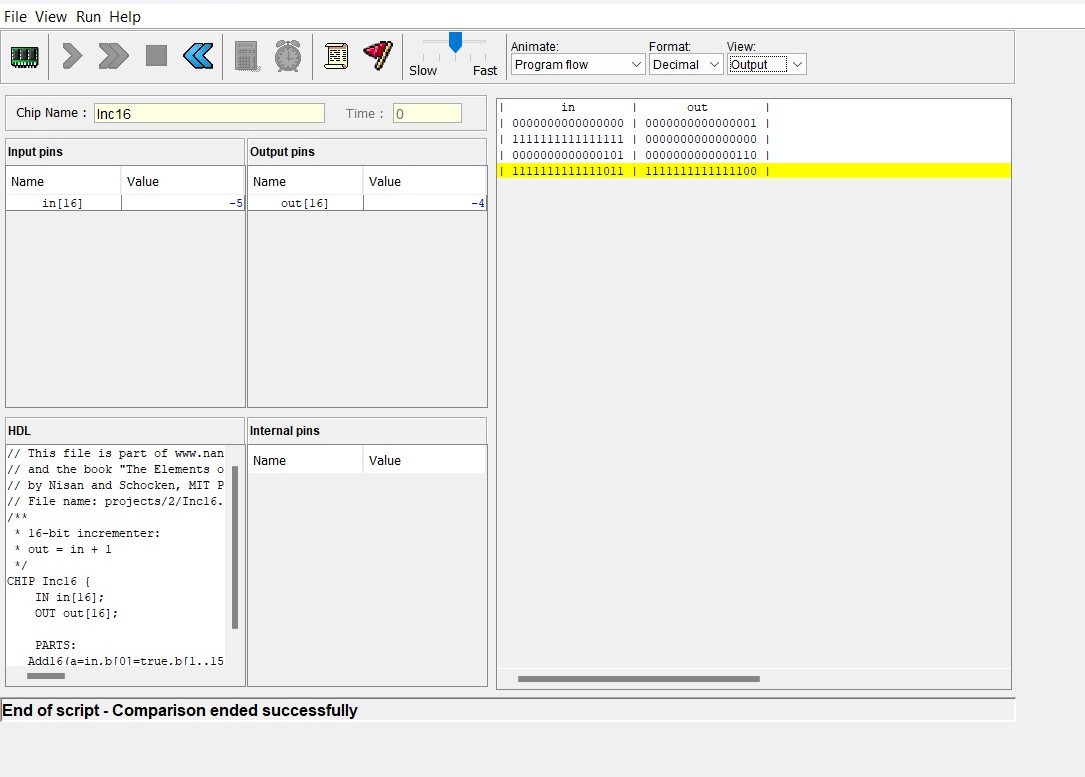 File View Run Help
Slow Fast
Animate: Format: View:
Program flow Decimal Output
Chip Name : Inc16 Time : 0
Input pins
Name Value
in[16] -5
Output pins
Name Value
out[16] -4
HDL
// This file is part of www.nan
// and the book "The Elements o
// by Nisan and Schocken, MIT P
// File name: projects/2/Inc16.
/**
* 16-bit incrementer:
* out = in + 1
*/
CHIP Inc16 {
IN in[16];
OUT out[16];
PARTS:
Add16(a=in,b[0]=true,b[1..15
Internal pins
Name Value
| in | out |
| 0000000000000000 | 0000000000000001 |
| 1111111111111111 | 0000000000000000 |
| 0000000000000101 | 0000000000000110 |
| 1111111111111011 | 1111111111111100 |
End of script - Comparison ended successfully